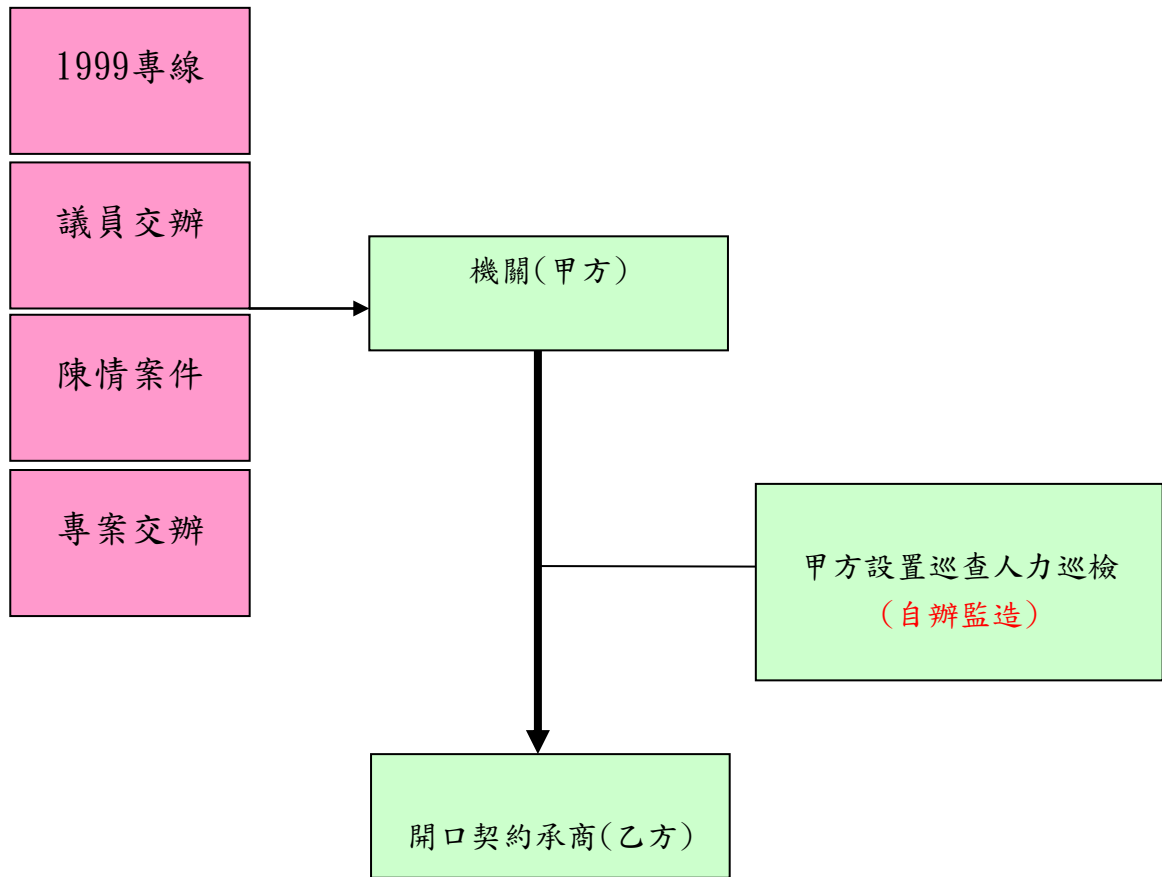 1999專線
議員交辦
陳情案件
專案交辦
機關(甲方)
甲方設置巡查人力巡檢
(自辦監造)
開口契約承商(乙方)